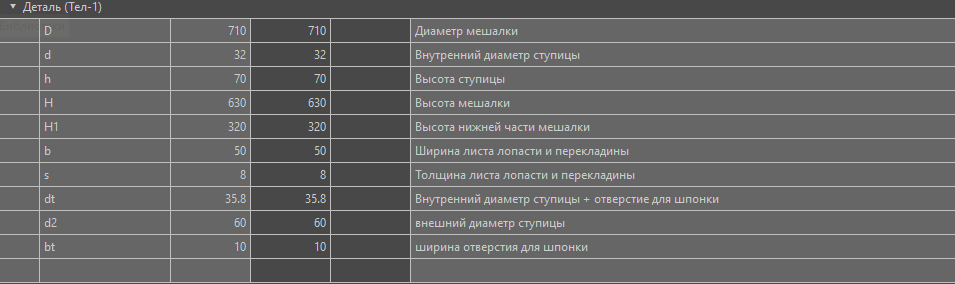 Деталь (Тел-1)
D 710 710 Диаметр мешалки
d 32 32 Внутренний диаметр ступицы
h 70 70 Высота ступицы
H 630 630 Высота мешалки
H1 320 320 Высота нижней части мешалки
b 50 50 Ширина листа лопасти и перекладины
s 8 8 Толщина листа лопасти и перекладины
dt 35.8 35.8 Внутренний диаметр ступицы + отверстие для шпонки
d2 60 60 внешний диаметр ступицы
bt 10 10 ширина отверстия для шпонки